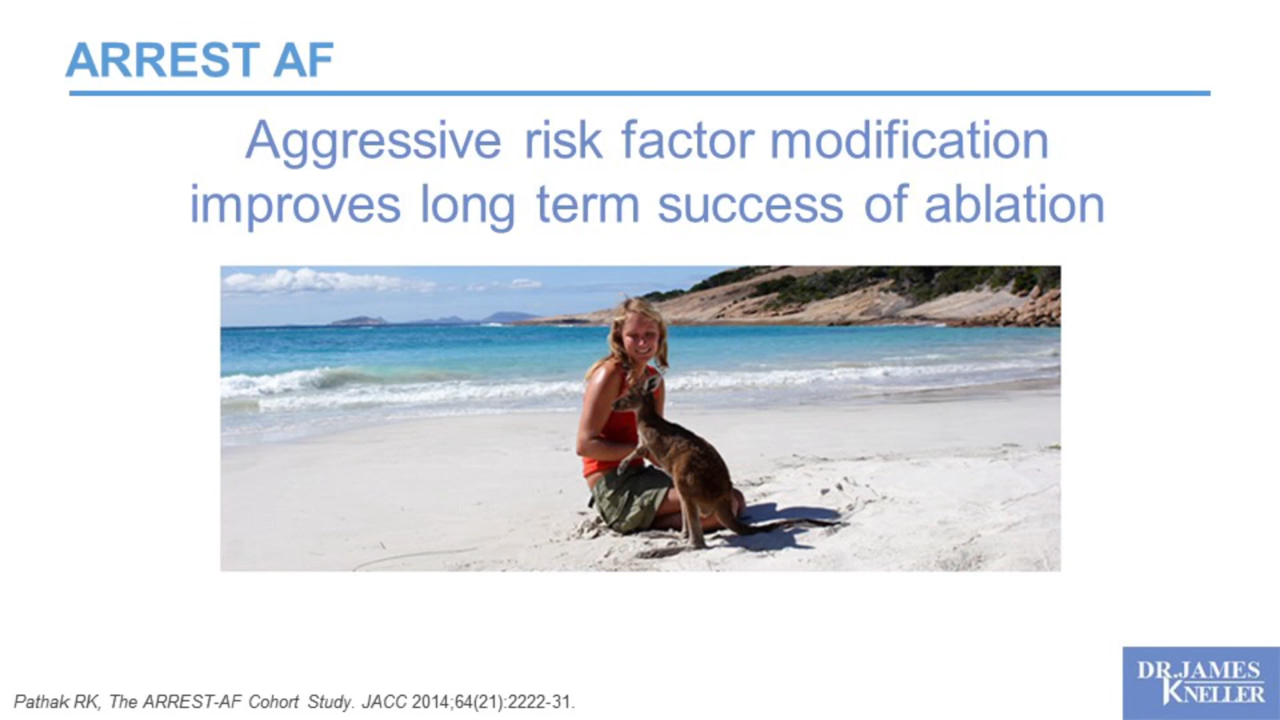 ARREST AF
Aggressive risk factor modification
improves long term success of ablation
Pathak RK, The ARREST-AF Cohort Study. JACC 2014;64(21):2222-31.
DR.JAMES
KNELLER